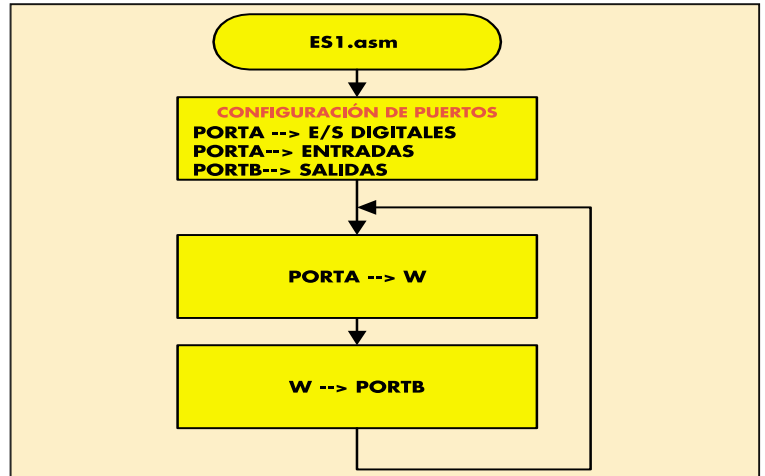 ES1.asm
CONFIGURACIÓN DE PUERTOS
PORTA --> E/S DIGITALES
PORTA--> ENTRADAS
PORTB--> SALIDAS
PORTA --> W
W --> PORTB